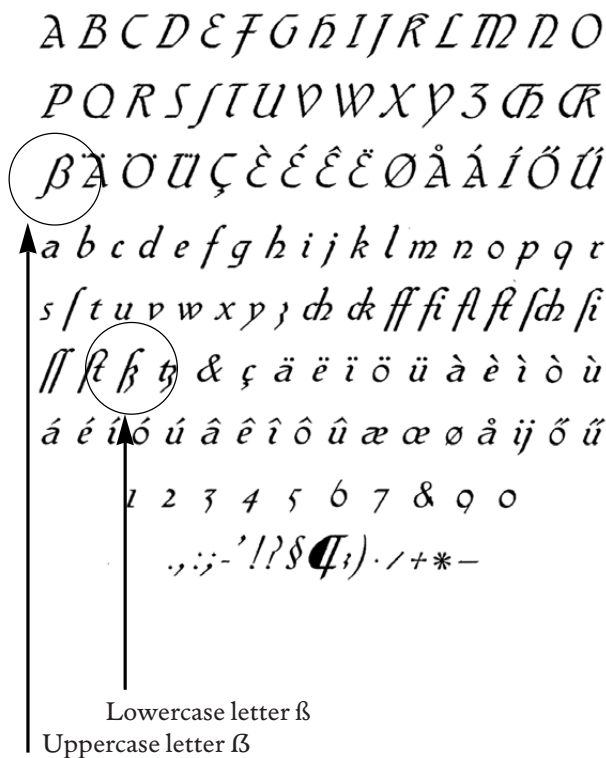 A B C D E F G H I J K L M N O
P Q R S ſ T U V W X Y Z CH CK
ẞ Ä Ö Ü Ç È É Ê Ë Ø Å Á Í Ő Ű
a b c d e f g h i j k l m n o p q r
s ſ t u v w x y z ch ck ff fi fl ft ſch ſi
ſſ ſt ß tz & ç ä ë ï ö ü à è ì ò ù
á é í ó ú â ê î ô û æ œ ø å ij ő ű
1 2 3 4 5 6 7 8 9 0
.,:;-'!?§¶;)·/+*—
Lowercase letter ß
Uppercase letter ẞ